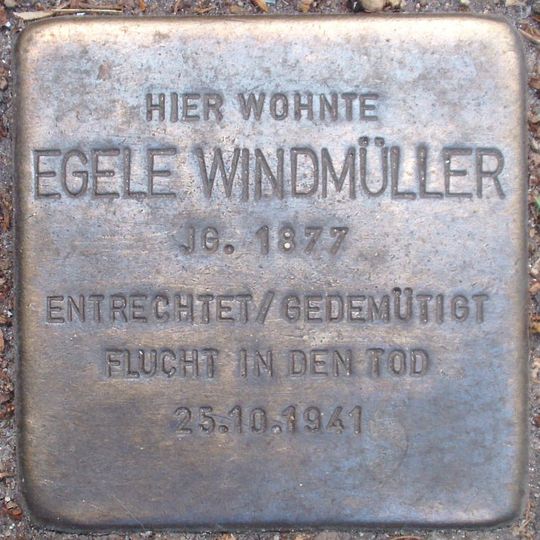 HIER WOHNTE
EGELE WINDMÜLLER
JG. 1877
ENTRECHTET/GEDEMÜTIGT
FLUCHT IN DEN TOD
25.10.1941